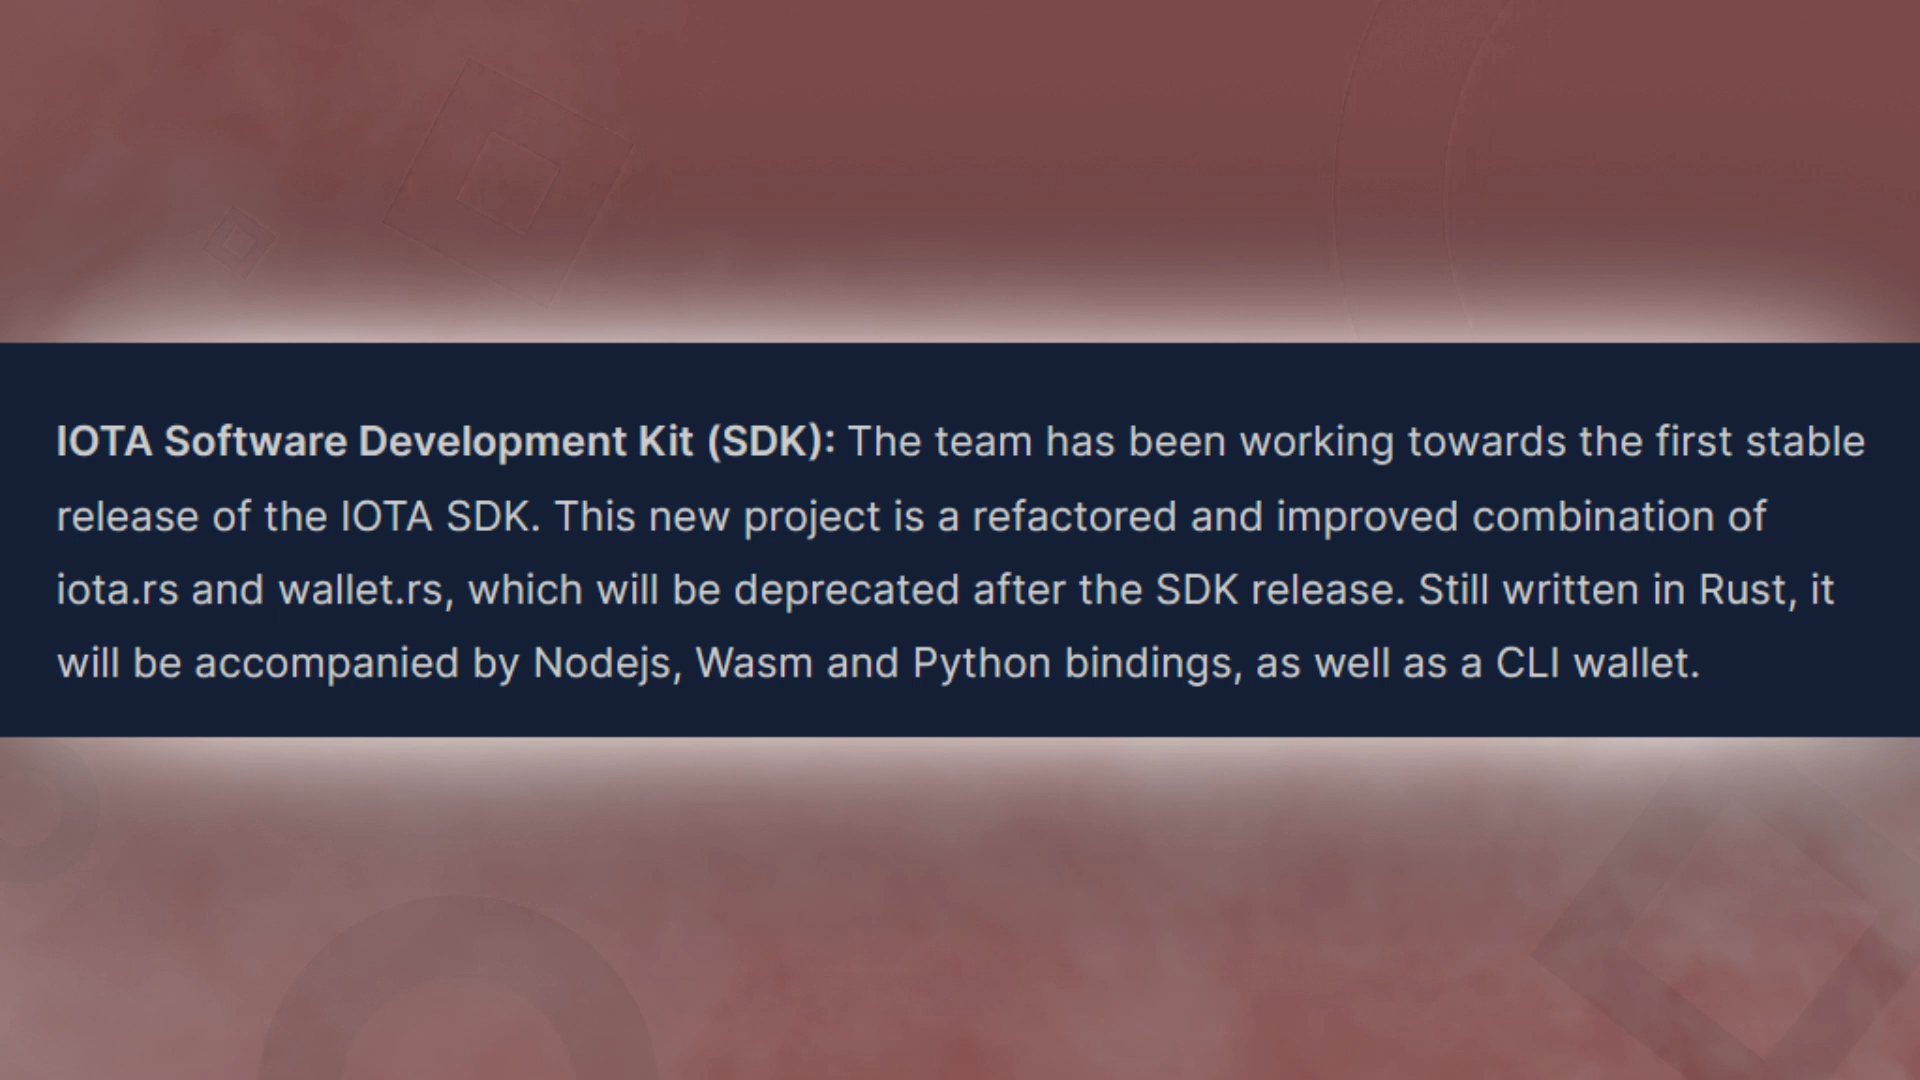 IOTA Software Development Kit (SDK): The team has been working towards the first stable
release of the IOTA SDK. This new project is a refactored and improved combination of
iota.rs and wallet.rs, which will be deprecated after the SDK release. Still written in Rust, it
will be accompanied by Nodejs, Wasm and Python bindings, as well as a CLI wallet.